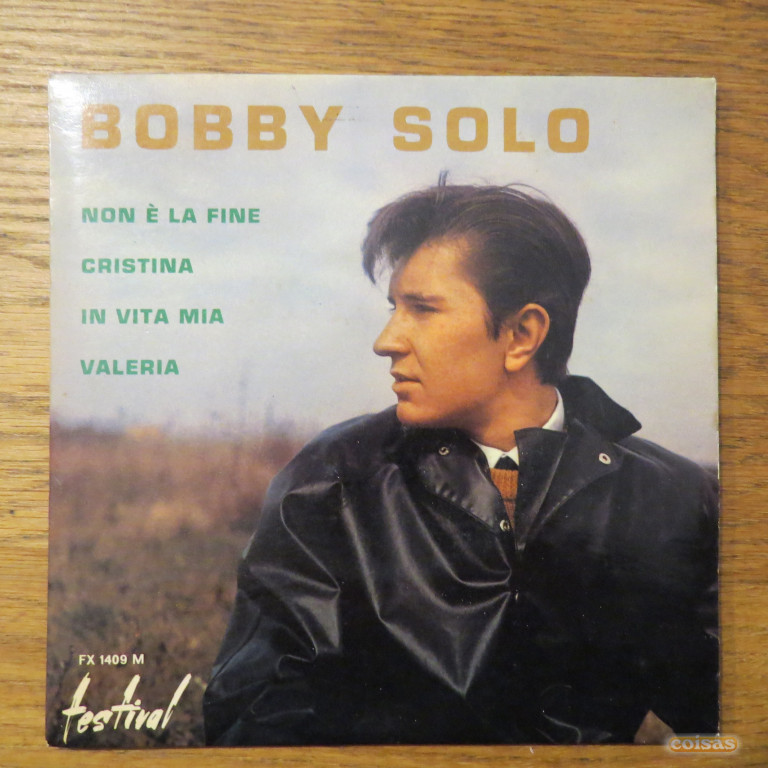 BOBBY SOLO
NON È LA FINE
CRISTINA
IN VITA MIA
VALERIA
FX 1409 M
festival
coisas